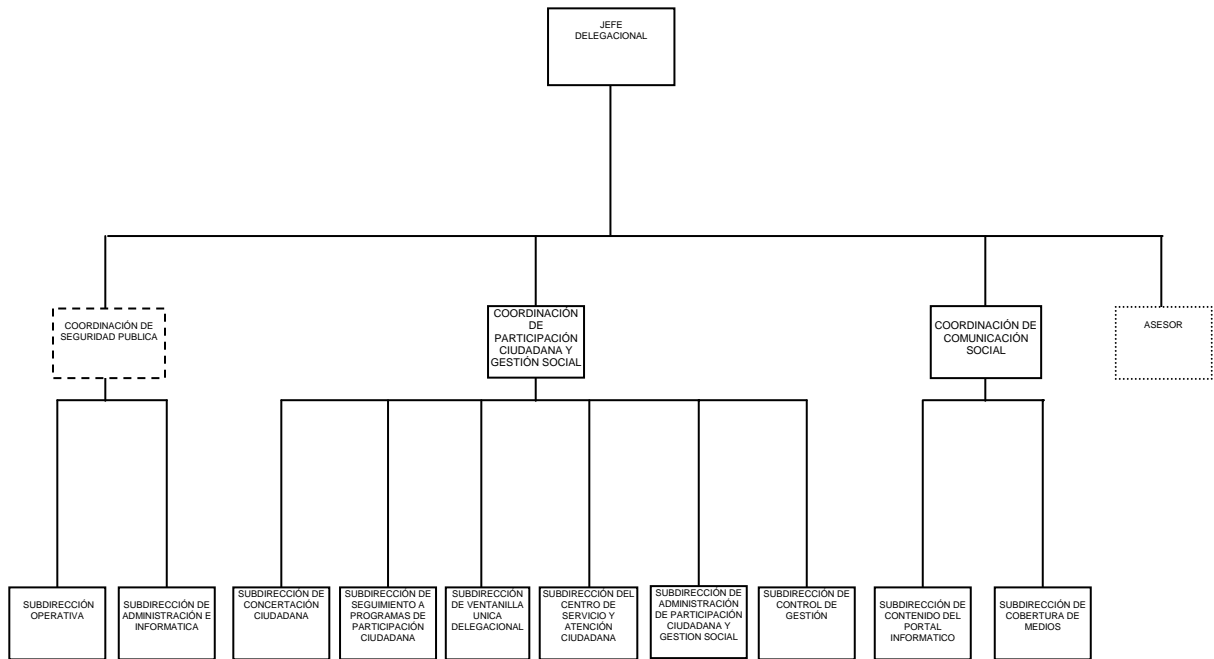 JEFE
DELEGACIONAL
COORDINACIÓN DE
SEGURIDAD PUBLICA
COORDINACIÓN
DE
PARTICIPACIÓN
CIUDADANA Y
GESTIÓN SOCIAL
COORDINACIÓN DE
COMUNICACIÓN
SOCIAL
ASESOR
SUBDIRECCIÓN
OPERATIVA
SUBDIRECCIÓN DE
ADMINISTRACIÓN E
INFORMATICA
SUBDIRECCIÓN DE
CONCERTACIÓN
CIUDADANA
SUBDIRECCIÓN DE
SEGUIMIENTO A
PROGRAMAS DE
PARTICIPACIÓN
CIUDADANA
SUBDIRECCIÓN
DE VENTANILLA
UNICA
DELEGACIONAL
SUBDIRECCIÓN DEL
CENTRO DE
SERVICIO Y
ATENCIÓN
CIUDADANA
SUBDIRECCIÓN DE
ADMINISTRACIÓN
DE PARTICIPACIÓN
CIUDADANA Y
GESTION SOCIAL
SUBDIRECCIÓN DE
CONTROL DE
GESTIÓN
SUBDIRECCIÓN DE
CONTENIDO DEL
PORTAL
INFORMATICO
SUBDIRECCIÓN DE
COBERTURA DE
MEDIOS